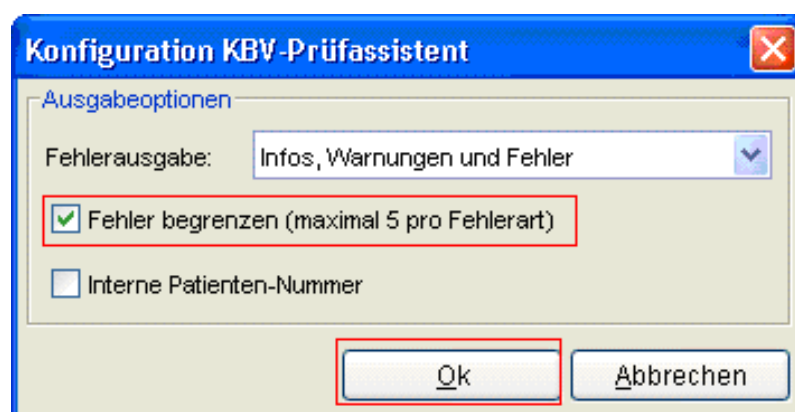 Konfiguration KBV-Prüfassistent
Ausgabeoptionen
Fehlerausgabe: Infos, Warnungen und Fehler
Fehler begrenzen (maximal 5 pro Fehlerart)
Interne Patienten-Nummer
Ok Abbrechen